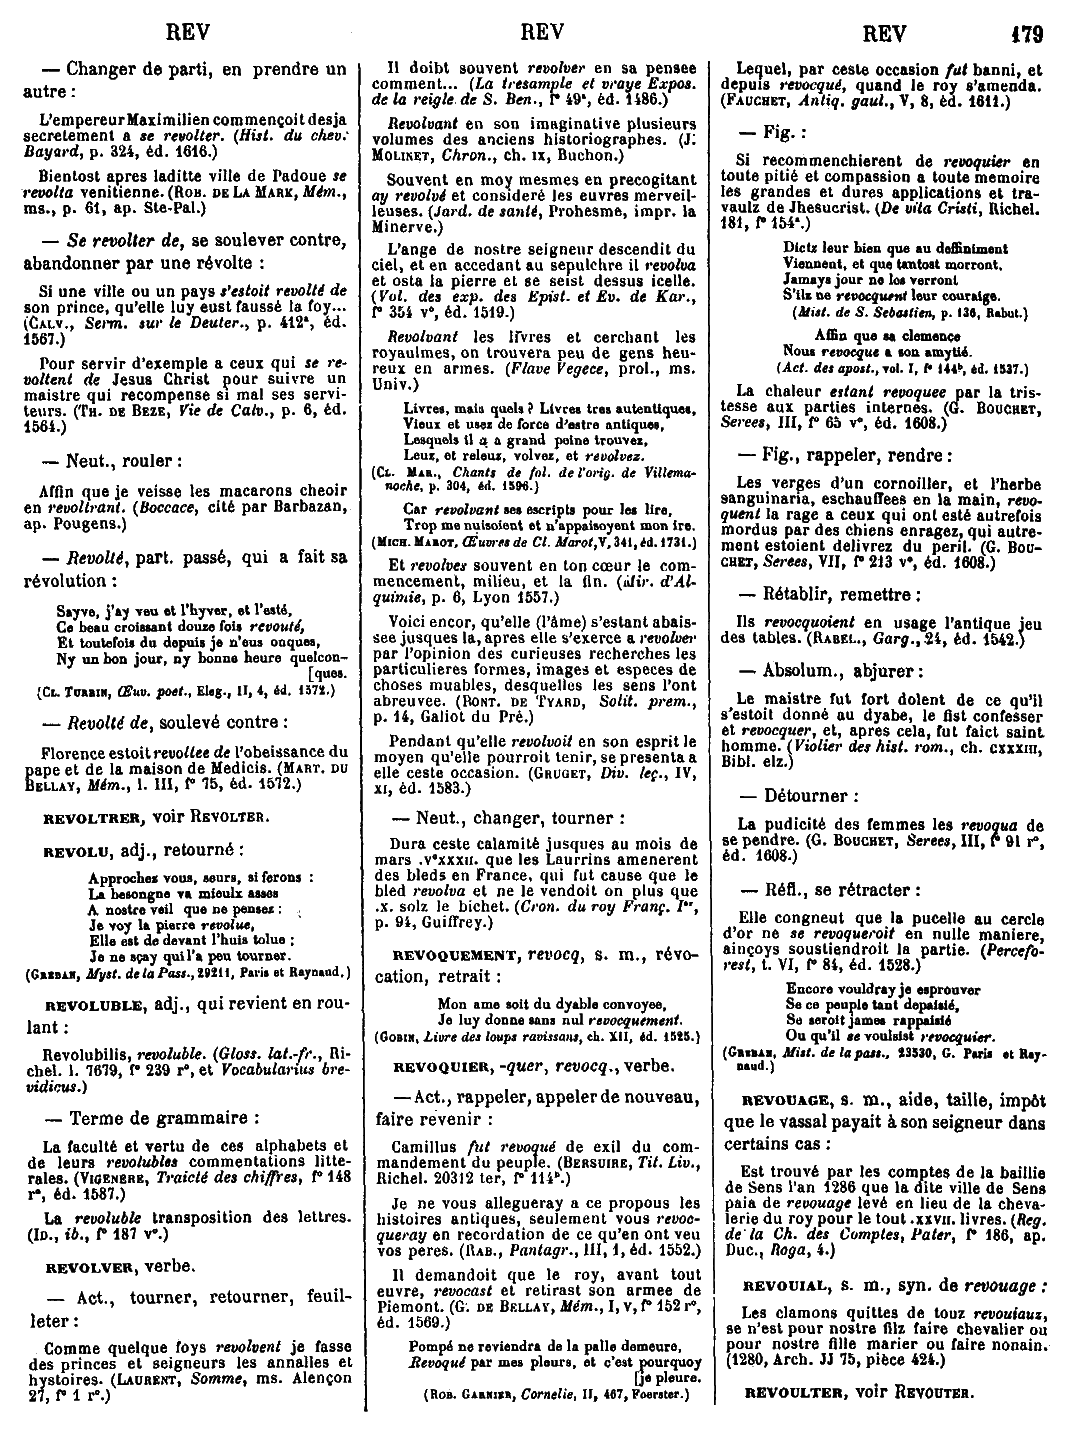 REV
REV
REV
179
— Changer de parti, en prendre un
autre :
L'empereur Maximilien commençoit desja
secretement a se revolter. (Hist. du chev.
Bayard, p. 324, éd. 1616.)
Bientost apres laditte ville de Padoue se
revolta venitienne. (Rob. de La Mark, Mém.,
ms., p. 61, ap. Ste-Pal.)
— Se revolter de, se soulever contre,
abandonner par une révolte :
Si une ville ou un pays s'estoit revolté de
son prince, qu'elle luy eust faussé la foy...
(Calv., Serm. sur le Deuter., p. 412ᵃ, éd.
1567.)
Pour servir d'exemple a ceux qui se re-
voltent de Jesus Christ pour suivre un
maistre qui recompense si mal ses servi-
teurs. (Th. de Beze, Vie de Calv., p. 6, éd.
1564.)
— Neut., rouler :
Affin que je veisse les macarons cheoir
en revoltrant. (Boccace, cité par Barbazan,
ap. Pougens.)
— Revolté, part. passé, qui a fait sa
révolution :
Sayve, j'ay veu et l'hyver, et l'esté,
Ce beau croissant douze fois revouté,
Et toutefois du depuis je n'eus onques,
Ny un bon jour, ny bonne heure quelcon-
[ques.
(Cl. Turrin, Œuv. poet., Eleg., II, 4, éd. 1572.)
— Revolté de, soulevé contre :
Florence estoit revoltee de l'obeissance du
pape et de la maison de Medicis. (Mart. du
Bellay, Mém., l. III, fº 75, éd. 1572.)
REVOLTRER, voir Revolter.
REVOLU, adj., retourné :
Approchez vous, seurs, si ferons :
La besongne va mieulx asses
A nostre veil que ne pensez :
Je voy la pierre revolue,
Elle est de devant l'huis tolue ;
Je ne sçay qui l'a peu tourner.
(Greban, Myst. de la Pass., 29211, Paris et Raynaud.)
REVOLUBLE, adj., qui revient en rou-
lant :
Revolubilis, revoluble. (Gloss. lat.-fr., Ri-
chel. l. 7679, fº 239 rº, et Vocabularius bre-
vidicus.)
— Terme de grammaire :
La faculté et vertu de ces alphabets et
de leurs revolubles commentations litte-
rales. (Vigenere, Traicté des chiffres, fº 148
rº, éd. 1587.)
La revoluble transposition des lettres.
(Id., ib., fº 187 vº.)
REVOLVER, verbe.
— Act., tourner, retourner, feuil-
leter :
Comme quelque foys revolvent je fasse
des princes et seigneurs les annalles et
hystoires. (Laurent, Somme, ms. Alençon
27, fº 1 rº.)
Il doibt souvent revolver en sa pensee
comment... (La tresample et vraye Expos.
de la reigle de S. Ben., fº 49ᵃ, éd. 1486.)
Revolvant en son imaginative plusieurs
volumes des anciens historiographes. (J.
Molinet, Chron., ch. ix, Buchon.)
Souvent en moy mesmes en precogitant
ay revolvé et consideré les euvres merveil-
leuses. (Jard. de santé, Prohesme, impr. la
Minerve.)
L'ange de nostre seigneur descendit du
ciel, et en accedant au sepulchre il revolva
et osta la pierre et se seist dessus icelle.
(Vol. des exp. des Epist. et Ev. de Kar.,
fº 354 vº, éd. 1519.)
Revolvant les livres et cerchant les
royaulmes, on trouvera peu de gens heu-
reux en armes. (Flave Vegece, prol., ms.
Univ.)
Livres, mais quels ? Livres tres autentiques,
Vieux et usez de force d'estre antiques,
Lesquels il a a grand peine trouvez,
Leuz, et releuz, volvez, et revolvez.
(Cl. Mar., Chants de fol. de l'orig. de Villema-
noche, p. 304, éd. 1596.)
Car revolvant ses escripts pour les lire,
Trop me nuisoient et n'appaisoyent mon ire.
(Mich. Marot, Œuvres de Cl. Marot, V, 341, éd. 1731.)
Et revolves souvent en ton cœur le com-
mencement, milieu, et la fin. (Mir. d'Al-
quimie, p. 6, Lyon 1557.)
Voici encor, qu'elle (l'âme) s'estant abais-
see jusques la, apres elle s'exerce a revolver
par l'opinion des curieuses recherches les
particulieres formes, images et especes de
choses muables, desquelles les sens l'ont
abreuvee. (Pont. de Tyard, Solit. prem.,
p. 14, Galiot du Pré.)
Pendant qu'elle revolvoit en son esprit le
moyen qu'elle pourroit tenir, se presenta a
elle ceste occasion. (Gruget, Div. leç., IV,
xi, éd. 1583.)
— Neut., changer, tourner :
Dura ceste calamité jusques au mois de
mars .vᶜxxxii. que les Laurrins amenerent
des bleds en France, qui fut cause que le
bled revolva et ne le vendoit on plus que
.x. solz le bichet. (Cron. du roy Franç. Iᵉʳ,
p. 94, Guiffrey.)
REVOQUEMENT, revocq, s. m., révo-
cation, retrait :
Mon ame soit du dyable convoyee,
Je luy donne sans nul revocquement.
(Gobin, Livre des loups ravissans, ch. XII, éd. 1525.)
REVOQUIER, -quer, revocq., verbe.
— Act., rappeler, appeler de nouveau,
faire revenir :
Camillus fut revoqué de exil du com-
mandement du peuple. (Bersuire, Tit. Liv.,
Richel. 20312 ter, fº 114ᵇ.)
Je ne vous allegueray a ce propous les
histoires antiques, seulement vous revoc-
queray en recordation de ce qu'en ont veu
vos peres. (Rab., Pantagr., III, 1, éd. 1552.)
Il demandoit que le roy, avant tout
euvre, revocast et retirast son armee de
Piemont. (G. de Bellay, Mém., l, V, fº 152 rº,
éd. 1569.)
Pompé ne reviendra de la palle demeure,
Revoqué par mes pleurs, et c'est pourquoy
[je pleure.
(Rob. Garnier, Cornelie, II, 467, Foerster.)
Lequel, par ceste occasion fut banni, et
depuis revocqué, quand le roy s'amenda.
(Fauchet, Antiq. gaul., V, 8, éd. 1611.)
— Fig. :
Si recommenchierent de revoquier en
toute pitié et compassion a toute memoire
les grandes et dures applications et tra-
vaulz de Jhesucrist. (De vita Cristi, Richel.
181, fº 154ᵃ.)
Dictz leur bien que au deffiniment
Viennent, et que tantost morront,
Jamays jour ne los verront
S'ilz ne revocquent leur couraige.
(Mist. de S. Sebastien, p. 136, Rabut.)
Affin que sa clemence
Nous revocque a son amytié.
(Act. des apost., vol. I, fº 144ᵇ, éd. 1537.)
La chaleur estant revoquee par la tris-
tesse aux parties internes. (G. Bouchet,
Serees, III, fº 65 vº, éd. 1608.)
— Fig., rappeler, rendre :
Les verges d'un cornoiller, et l'herbe
sanguinaria, eschauffees en la main, revo-
quent la rage a ceux qui ont esté autrefois
mordus par des chiens enragez, qui autre-
ment estoient delivrez du peril. (G. Bou-
chet, Serees, VII, fº 213 vº, éd. 1608.)
— Rétablir, remettre :
Ils revocquoient en usage l'antique jeu
des tables. (Rabel., Garg., 24, éd. 1542.)
— Absolum., abjurer :
Le maistre fut fort dolent de ce qu'il
s'estoit donné au dyabe, le fist confesser
et revocquer, et, apres cela, fut faict saint
homme. (Violier des hist. rom., ch. cxxxiii,
Bibl. elz.)
— Détourner :
La pudicité des femmes les revoqua de
se pendre. (G. Bouchet, Serees, III, fº 91 rº,
éd. 1608.)
— Réfl., se rétracter :
Elle congneut que la pucelle au cercle
d'or ne se revoqueroit en nulle maniere,
ainçoys soustiendroit la partie. (Percefo-
rest, t. VI, fº 84, éd. 1528.)
Encore vouldray je esprouver
Se ce peuple tant depaisié,
Se seroit james rappaisié
Ou qu'il se voulsist revocquier.
(Greban, Mist. de la pass., 23530, G. Paris et Ray-
naud.)
REVOUAGE, s. m., aide, taille, impôt
que le vassal payait à son seigneur dans
certains cas :
Est trouvé par les comptes de la baillie
de Sens l'an 1286 que la dite ville de Sens
paia de revouage levé en lieu de la cheva-
lerie du roy pour le tout .xxvii. livres. (Reg.
de la Ch. des Comptes, Pater, fº 186, ap.
Duc., Roga, 4.)
REVOUIAL, s. m., syn. de revouage :
Les clamons quittes de touz revouiaux,
se n'est pour nostre filz faire chevalier ou
pour nostre fille marier ou faire nonain.
(1280, Arch. JJ 75, pièce 424.)
REVOULTER, voir Revouter.